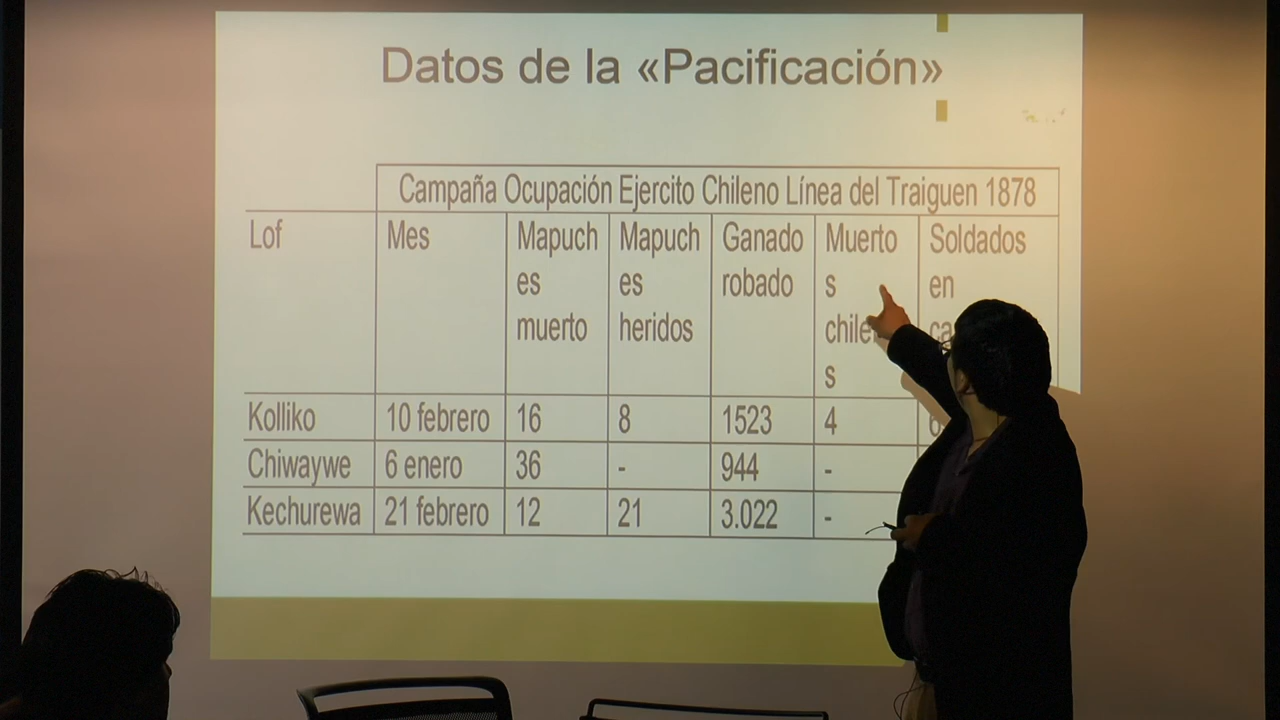 Datos de la «Pacificación»
Campaña Ocupación Ejercito Chileno Línea del Traiguen 1878
Lof Mes Mapuch Mapuch Ganado Muerto Soldados
es es robado s en
muerto heridos
s
Kolliko 10 febrero 16 8 1523 4
Chiwaywe 6 enero 36 - 944 -
Kechurewa 21 febrero 12 21 3.022 -